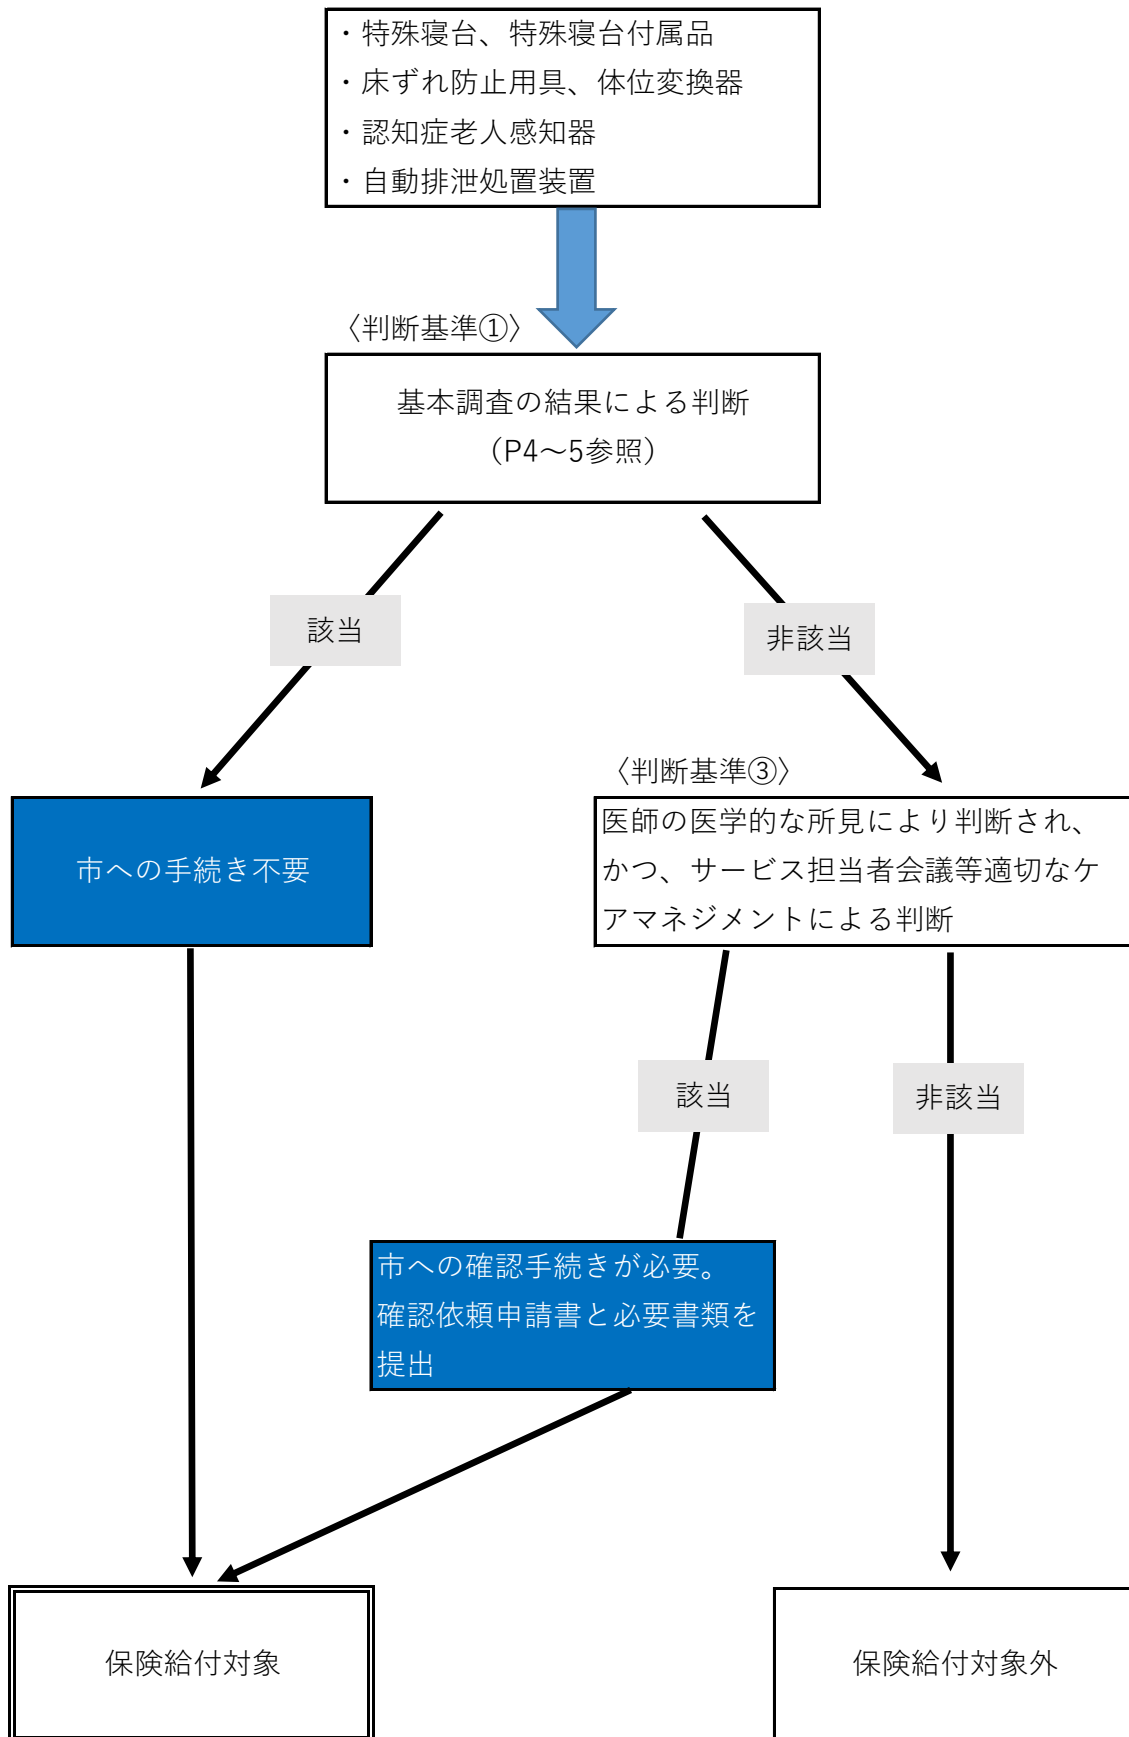 ・特殊寝台、特殊寝台付属品
・床ずれ防止用具、体位変換器
・認知症老人感知器
・自動排泄処置装置
〈判断基準①〉
基本調査の結果による判断
（P4～5参照）
該当
非該当
〈判断基準③〉
市への手続き不要
医師の医学的な所見により判断され、
かつ、サービス担当者会議等適切なケ
アマネジメントによる判断
該当
非該当
市への確認手続きが必要。
確認依頼申請書と必要書類を
提出
保険給付対象
保険給付対象外